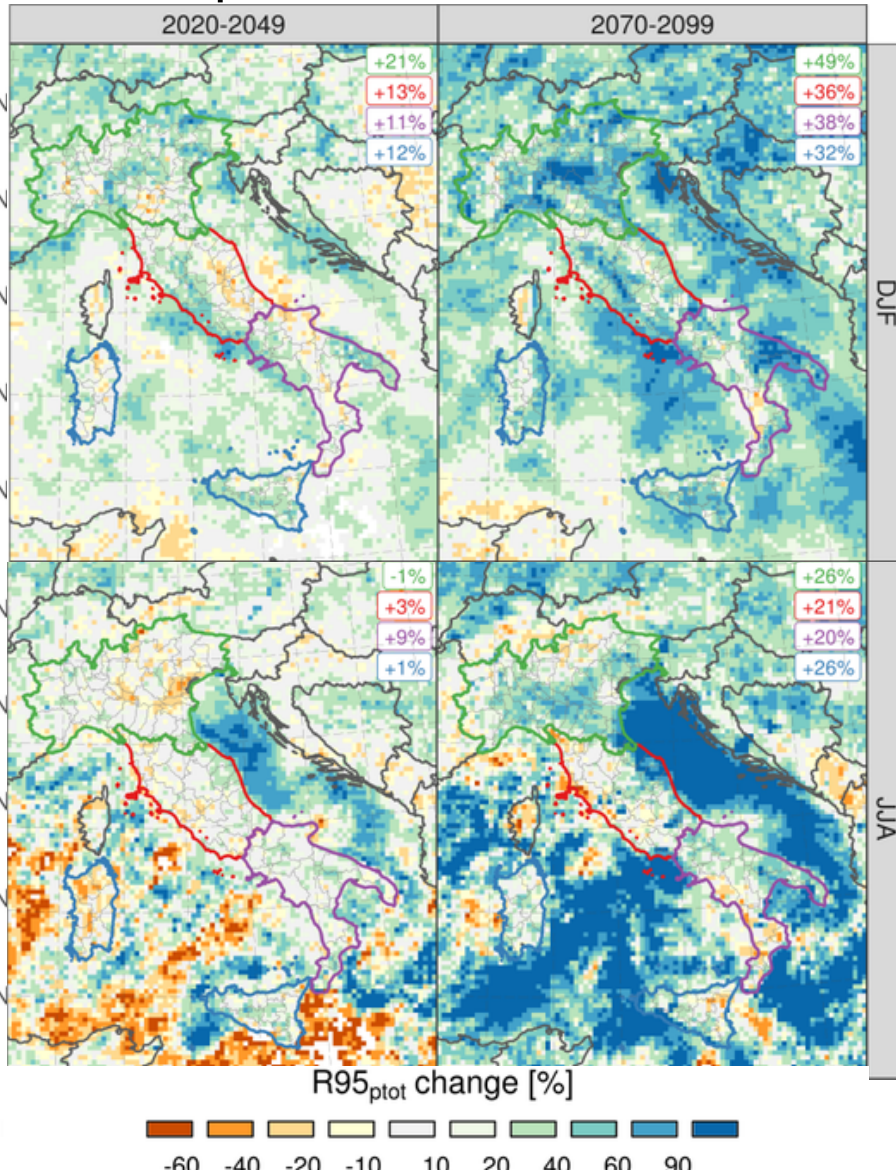 2020-2049 2070-2099
+21% +49%
+13% +36%
+11% +38%
+12% +32%
DJF
-1% +26%
+3% +21%
+9% +20%
+1% +26%
JJA
R95ptot change [%]
-60 -40 -20 -10 10 20 40 60 90